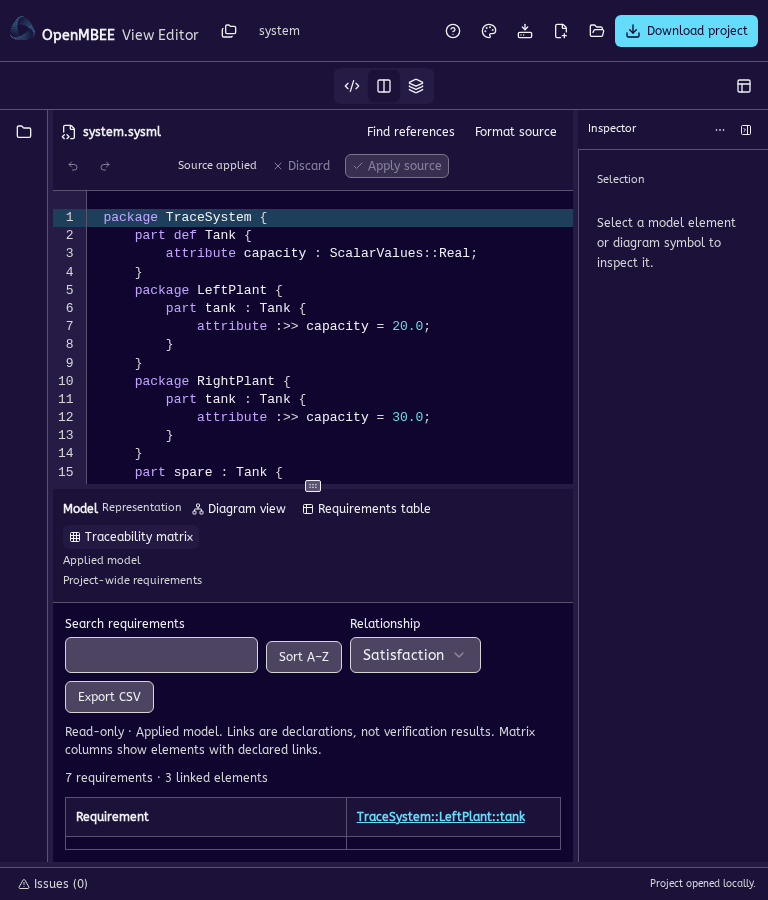 OpenMBEE View Editor system Download project
system.sysml Find references Format source
Source applied Discard Apply source
1 package TraceSystem {
2 part def Tank {
3 attribute capacity : ScalarValues::Real;
4 }
5 package LeftPlant {
6 part tank : Tank {
7 attribute :>> capacity = 20.0;
8 }
9 }
10 package RightPlant {
11 part tank : Tank {
12 attribute :>> capacity = 30.0;
13 }
14 }
15 part spare : Tank {
Model Representation Diagram view Requirements table
Traceability matrix
Applied model
Project-wide requirements
Search requirements Relationship
Sort A–Z Satisfaction
Export CSV
Read-only · Applied model. Links are declarations, not verification results. Matrix
columns show elements with declared links.
7 requirements · 3 linked elements
Requirement TraceSystem::LeftPlant::tank
Inspector
Selection
Select a model element
or diagram symbol to
inspect it.
Issues (0) Project opened locally.